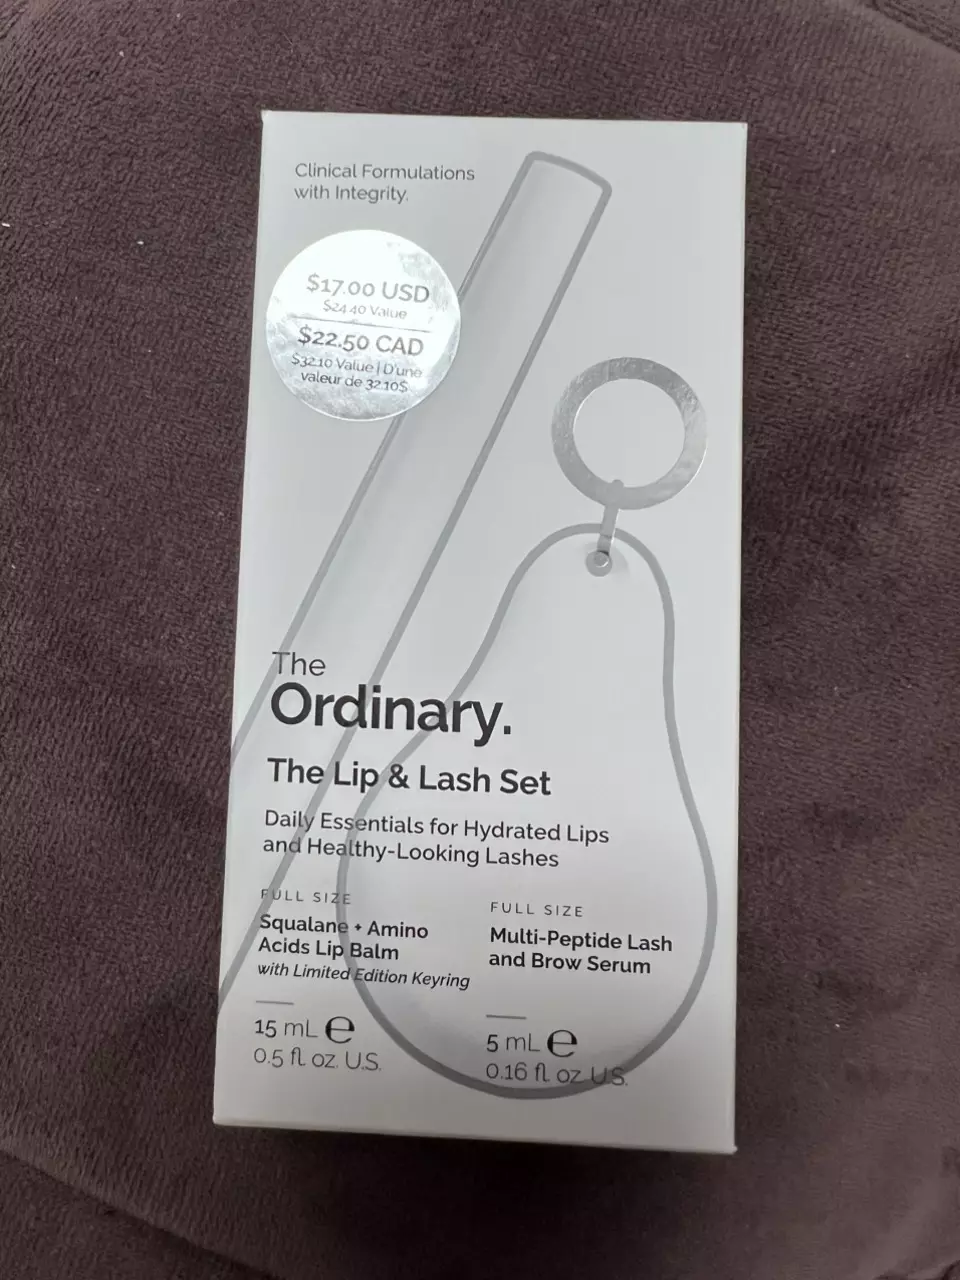 Clinical Formulations
with Integrity.
$17.00 USD
$24.40 Value
$22.50 CAD
$32.10 Value | D'une
valeur de 32.10$
The
Ordinary.
The Lip & Lash Set
Daily Essentials for Hydrated Lips
and Healthy-Looking Lashes
FULL SIZE
Squalane + Amino
Acids Lip Balm
with Limited Edition Keyring
15 mL ℮
0.5 fl oz. U.S.
FULL SIZE
Multi-Peptide Lash
and Brow Serum
5 mL ℮
0.16 fl oz U.S.